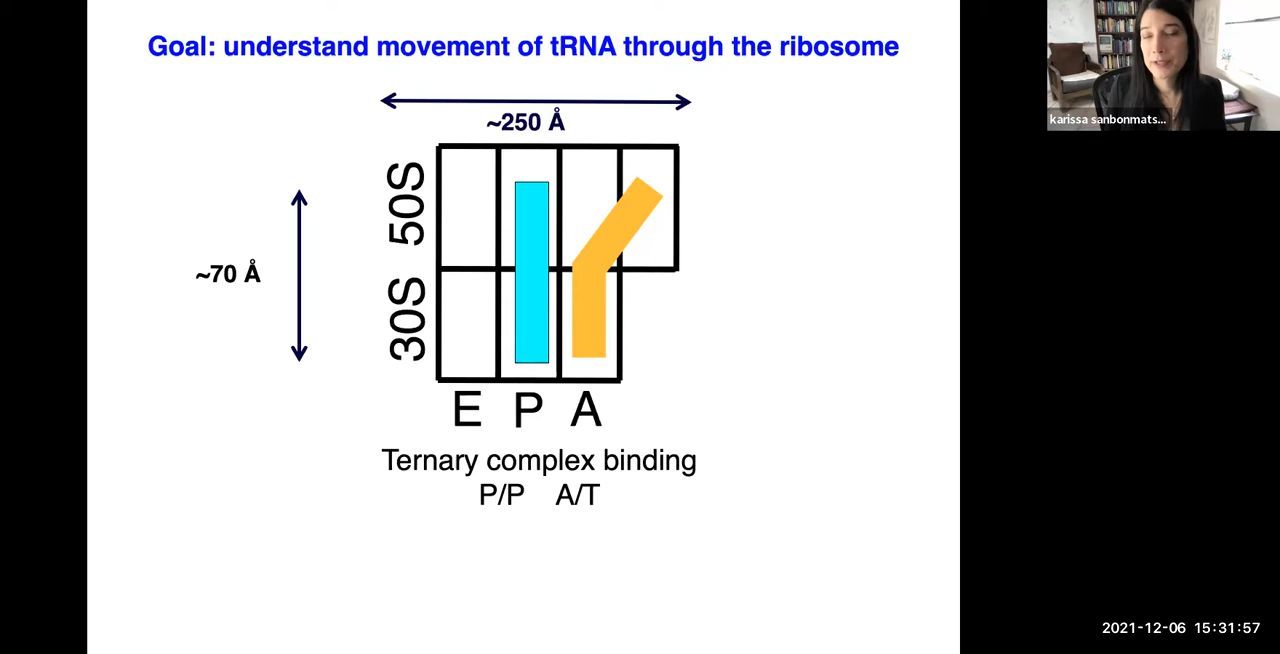 Goal: understand movement of tRNA through the ribosome
~250 Å
50S
~70 Å
30S
E P A
Ternary complex binding
P/P A/T
karissa sanbonmats...
2021-12-06 15:31:57